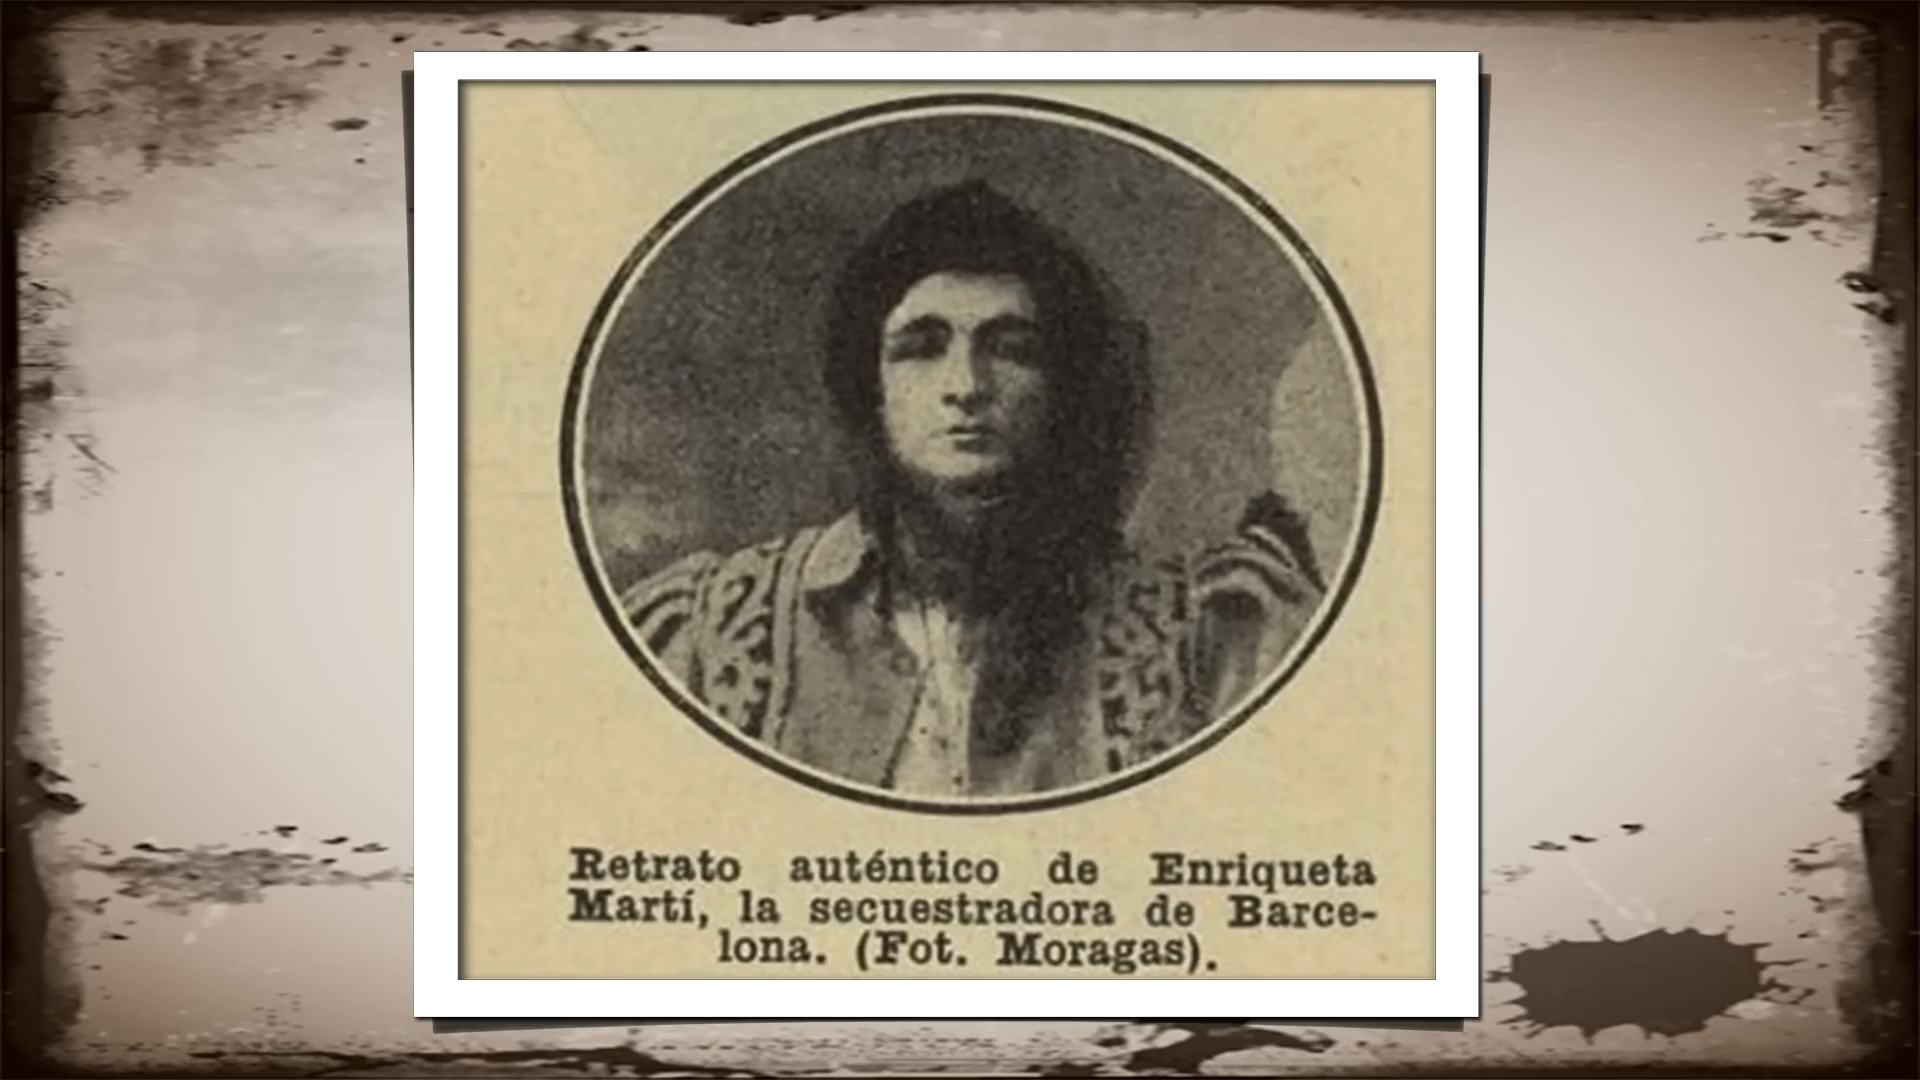 Retrato auténtico de Enriqueta
Martí, la secuestradora de Barce-
lona. (Fot. Moragas).